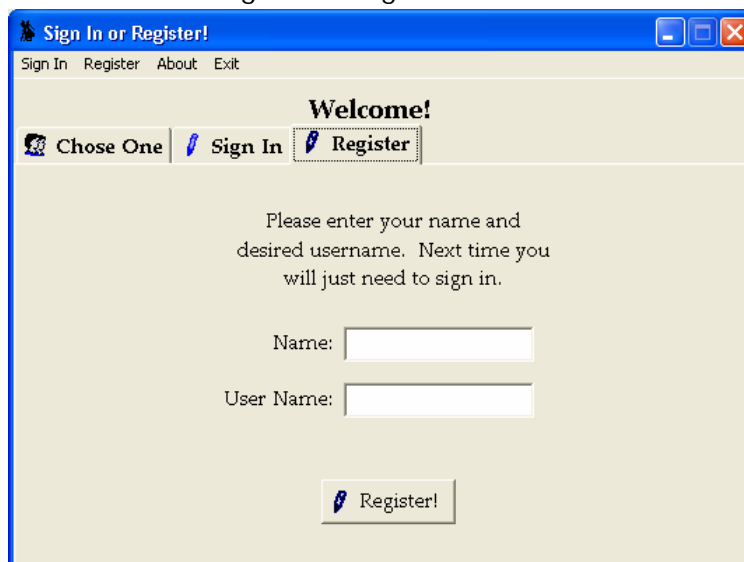 Sign In or Register!
Sign In Register About Exit
Welcome!
Chose One Sign In Register
Please enter your name and
desired username. Next time you
will just need to sign in.
Name:
User Name:
Register!